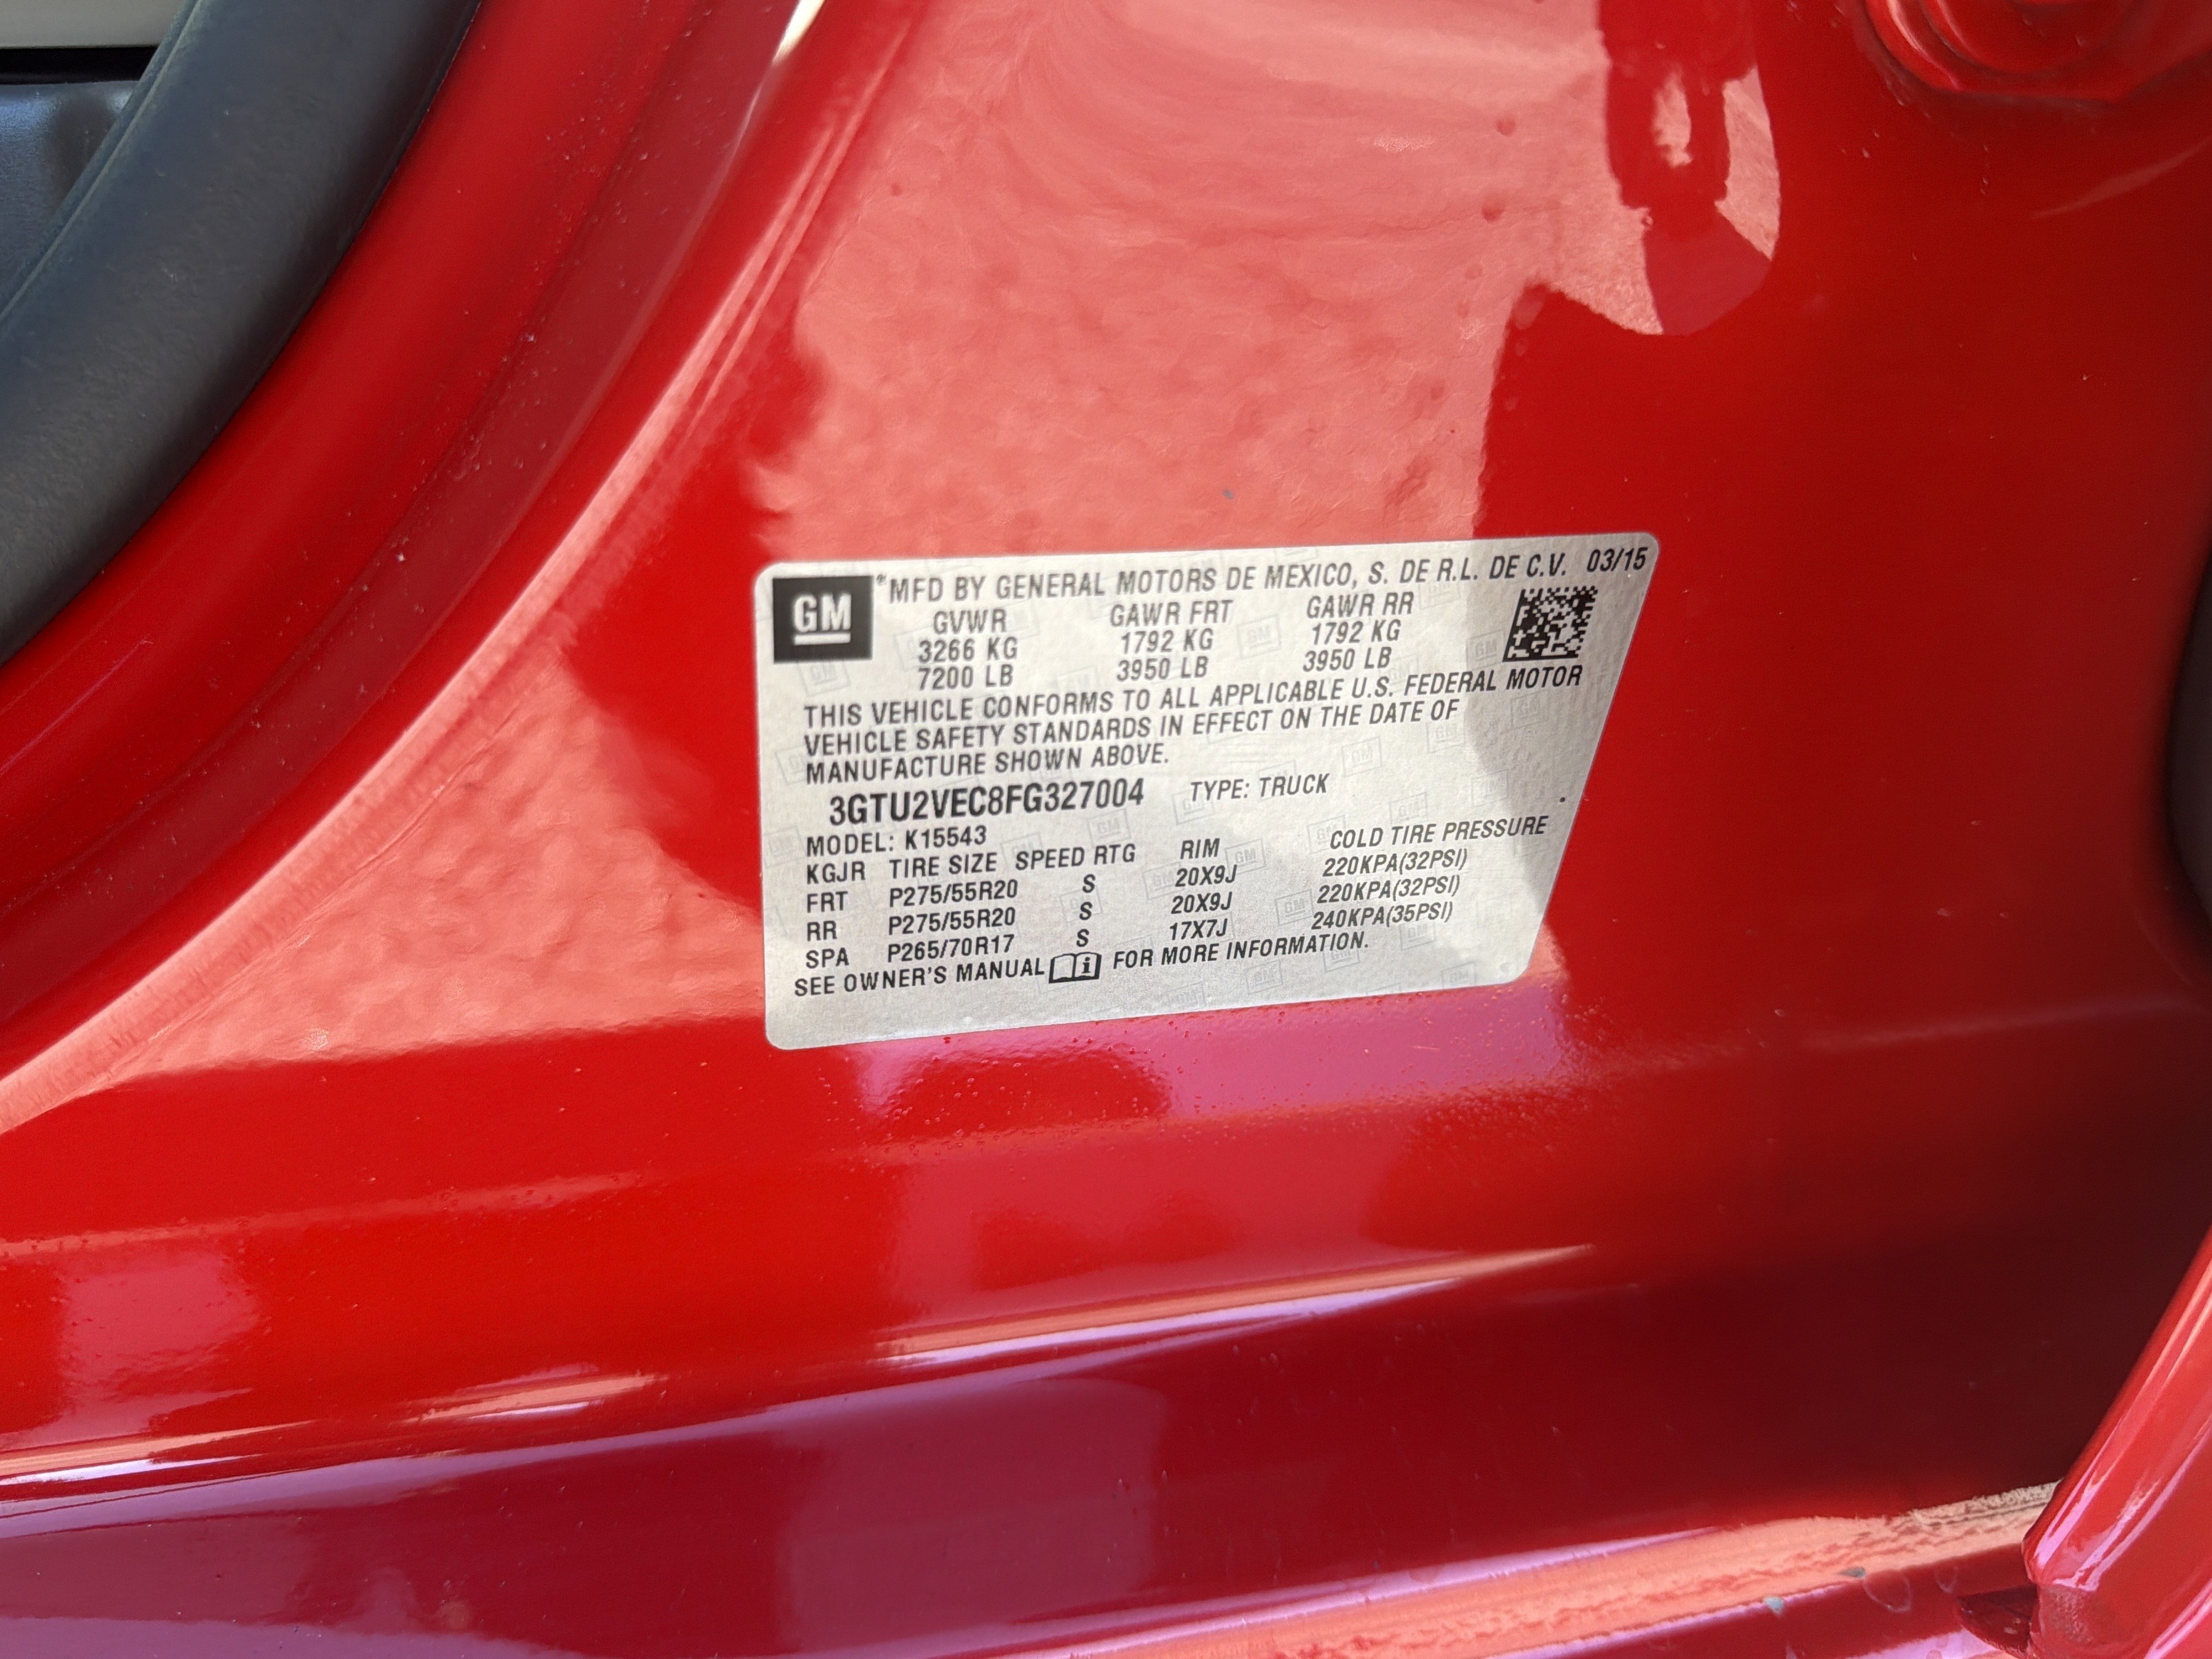 GM ®MFD BY GENERAL MOTORS DE MEXICO, S. DE R.L. DE C.V. 03/15
GVWR GAWR FRT GAWR RR
3266 KG 1792 KG 1792 KG
7200 LB 3950 LB 3950 LB
THIS VEHICLE CONFORMS TO ALL APPLICABLE U.S. FEDERAL MOTOR
VEHICLE SAFETY STANDARDS IN EFFECT ON THE DATE OF
MANUFACTURE SHOWN ABOVE.
3GTU2VEC8FG327004 TYPE: TRUCK
MODEL: K15543
KGJR TIRE SIZE SPEED RTG RIM COLD TIRE PRESSURE
FRT P275/55R20 S 20X9J 220KPA(32PSI)
RR P275/55R20 S 20X9J 220KPA(32PSI)
SPA P265/70R17 S 17X7J 240KPA(35PSI)
SEE OWNER'S MANUAL i FOR MORE INFORMATION.